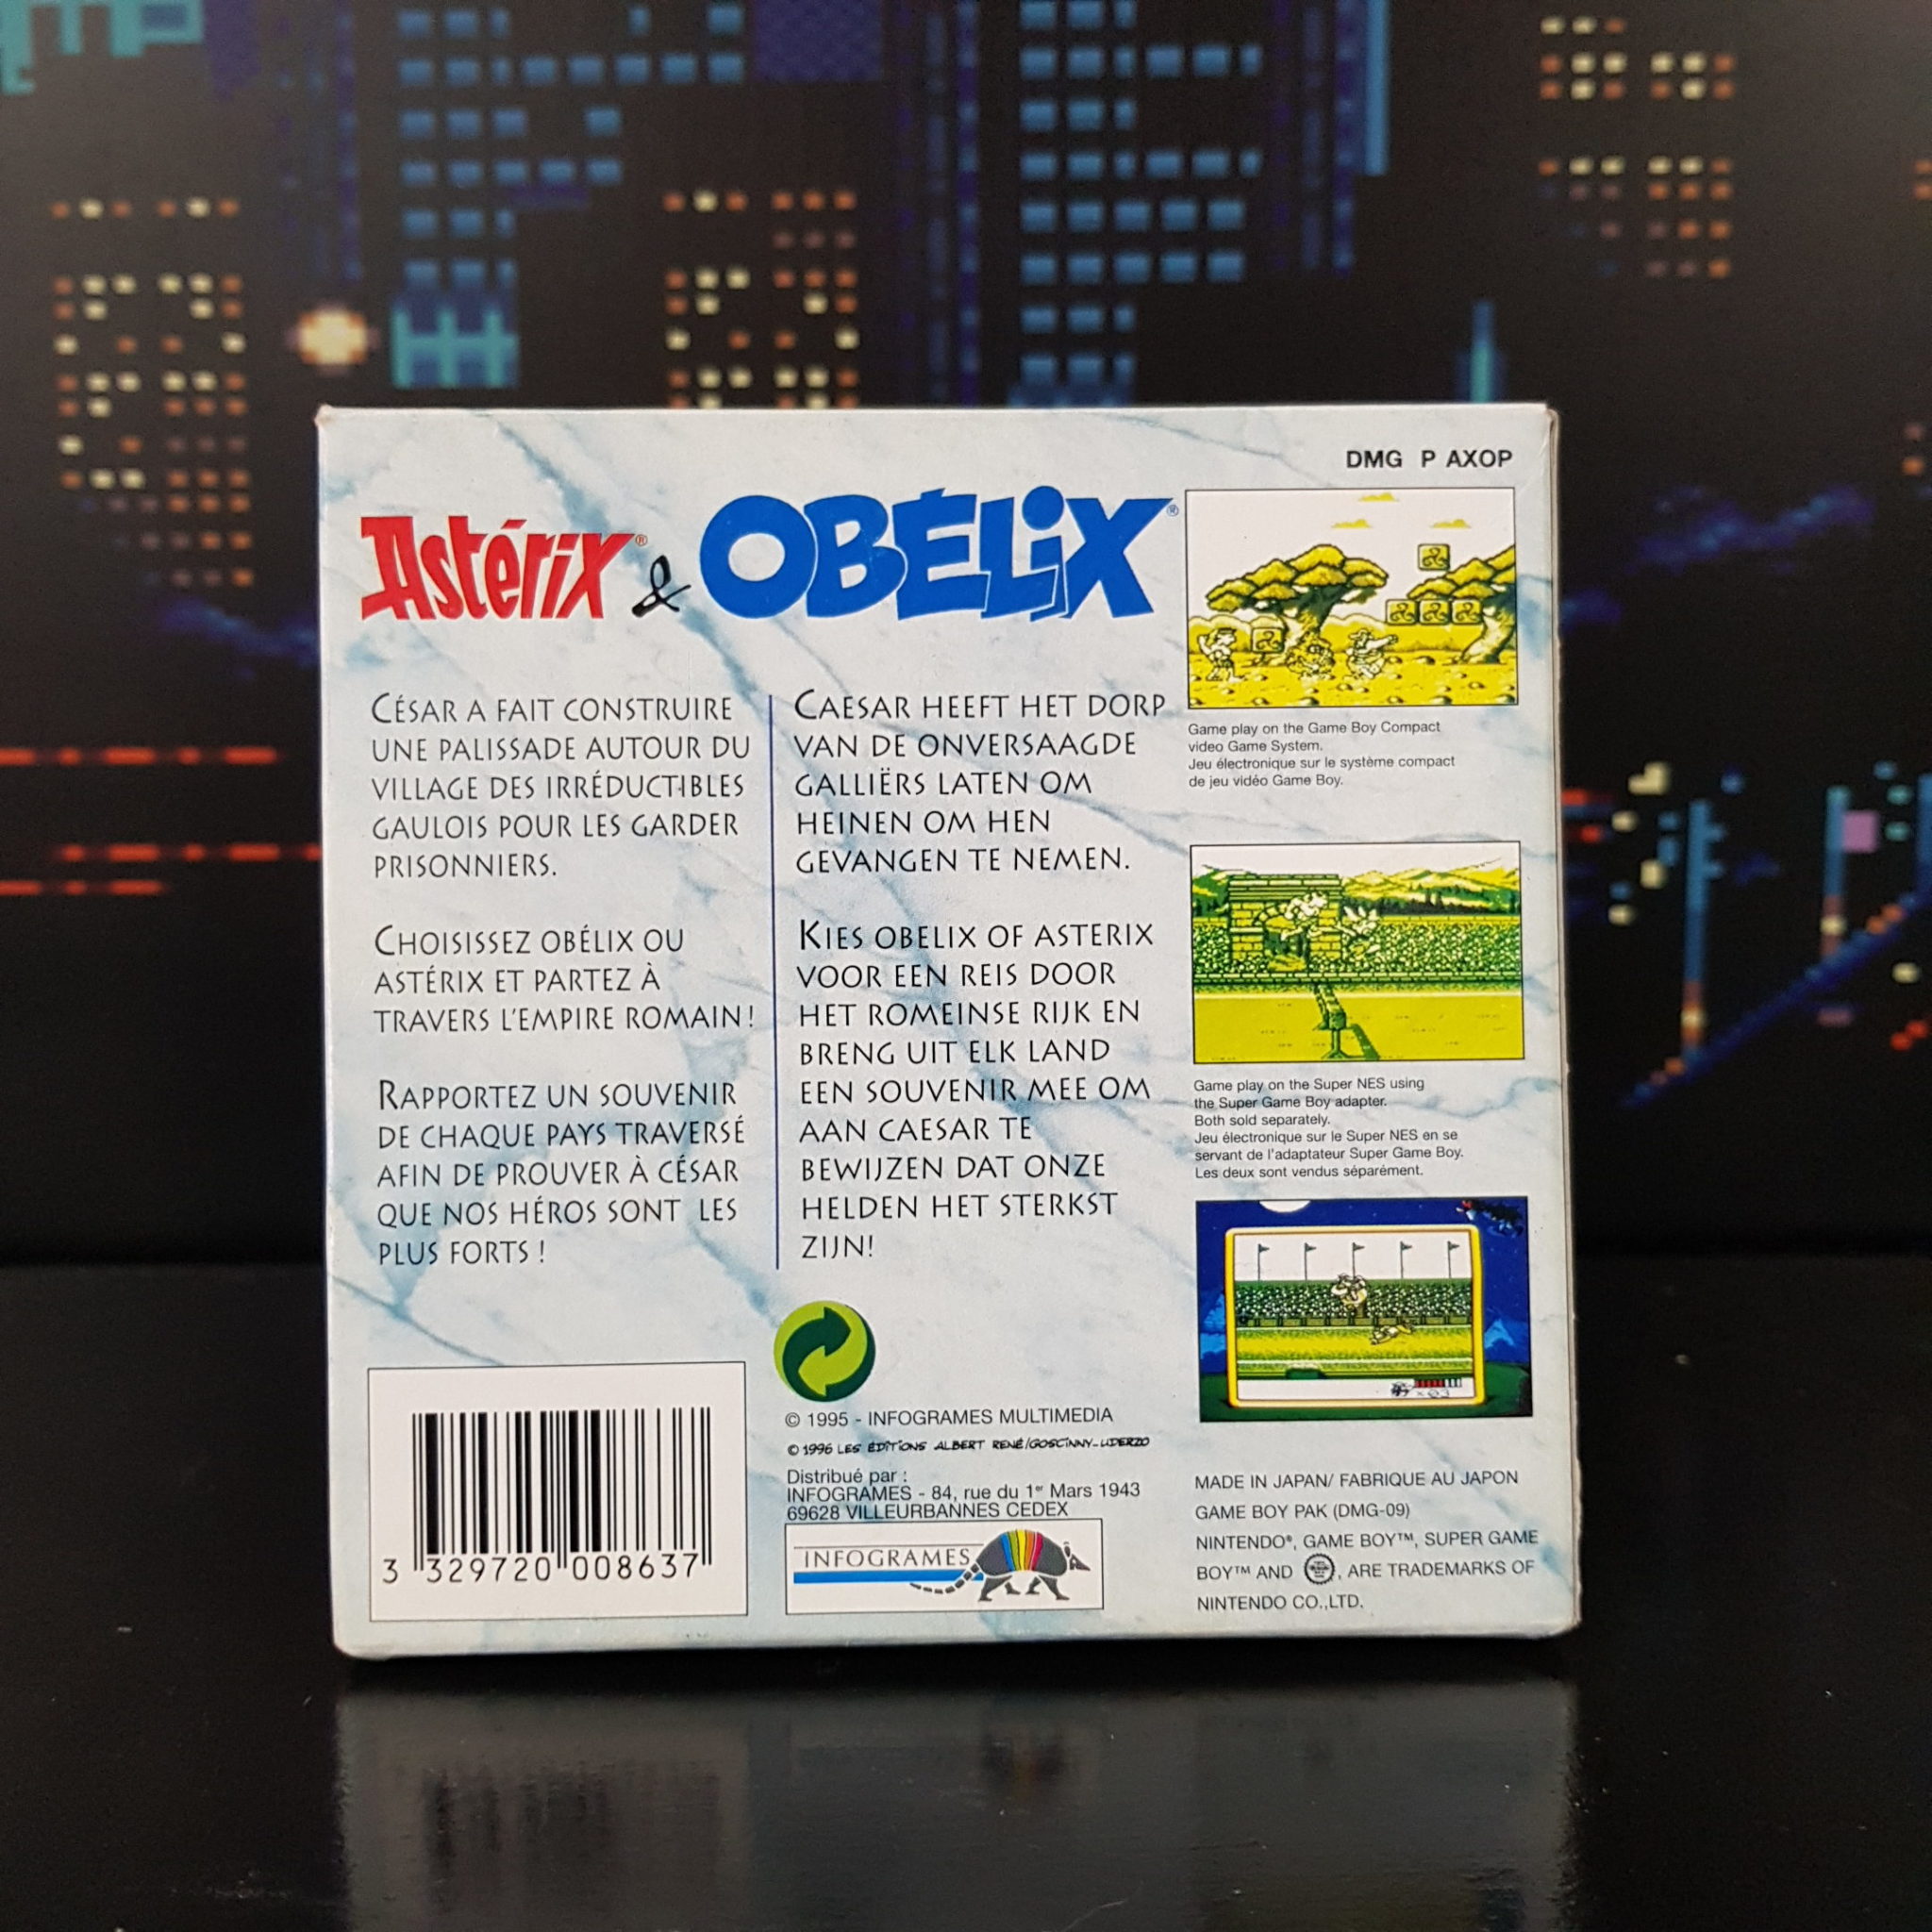 DMG P AXOP
Astérix® & OBÉLiX®
CÉSAR A FAIT CONSTRUIRE
UNE PALISSADE AUTOUR DU
VILLAGE DES IRRÉDUCTIBLES
GAULOIS POUR LES GARDER
PRISONNIERS.
CHOISISSEZ OBÉLIX OU
ASTÉRIX ET PARTEZ À
TRAVERS L'EMPIRE ROMAIN !
RAPPORTEZ UN SOUVENIR
DE CHAQUE PAYS TRAVERSÉ
AFIN DE PROUVER À CÉSAR
QUE NOS HÉROS SONT LES
PLUS FORTS !
CAESAR HEEFT HET DORP
VAN DE ONVERSAAGDE
GALLIËRS LATEN OM
HEINEN OM HEN
GEVANGEN TE NEMEN.
KIES OBELIX OF ASTERIX
VOOR EEN REIS DOOR
HET ROMEINSE RIJK EN
BRENG UIT ELK LAND
EEN SOUVENIR MEE OM
AAN CAESAR TE
BEWIJZEN DAT ONZE
HELDEN HET STERKST
ZIJN!
Game play on the Game Boy Compact
video Game System.
Jeu électronique sur le système compact
de jeu vidéo Game Boy.
Game play on the Super NES using
the Super Game Boy adapter.
Both sold separately.
Jeu électronique sur le Super NES en se
servant de l'adaptateur Super Game Boy.
Les deux sont vendus séparément.
x03
3 329720 008637
© 1995 - INFOGRAMES MULTIMEDIA
© 1996 LES ÉDITIONS ALBERT RENÉ/GOSCINNY-UDERZO
Distribué par :
INFOGRAMES - 84, rue du 1er Mars 1943
69628 VILLEURBANNES CEDEX
INFOGRAMES
MADE IN JAPAN/ FABRIQUE AU JAPON
GAME BOY PAK (DMG-09)
NINTENDO®, GAME BOY™, SUPER GAME
BOY™ AND , ARE TRADEMARKS OF
NINTENDO CO.,LTD.